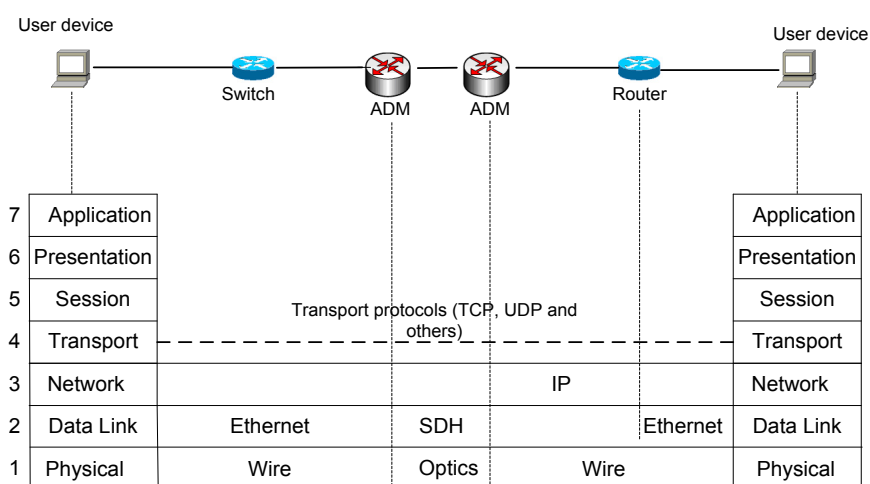 User device
User device
Switch
ADM
ADM
Router
7 Application Application
6 Presentation Presentation
5 Session Session
Transport protocols (TCP, UDP and
others)
4 Transport Transport
3 Network IP Network
2 Data Link Ethernet SDH Ethernet Data Link
1 Physical Wire Optics Wire Physical